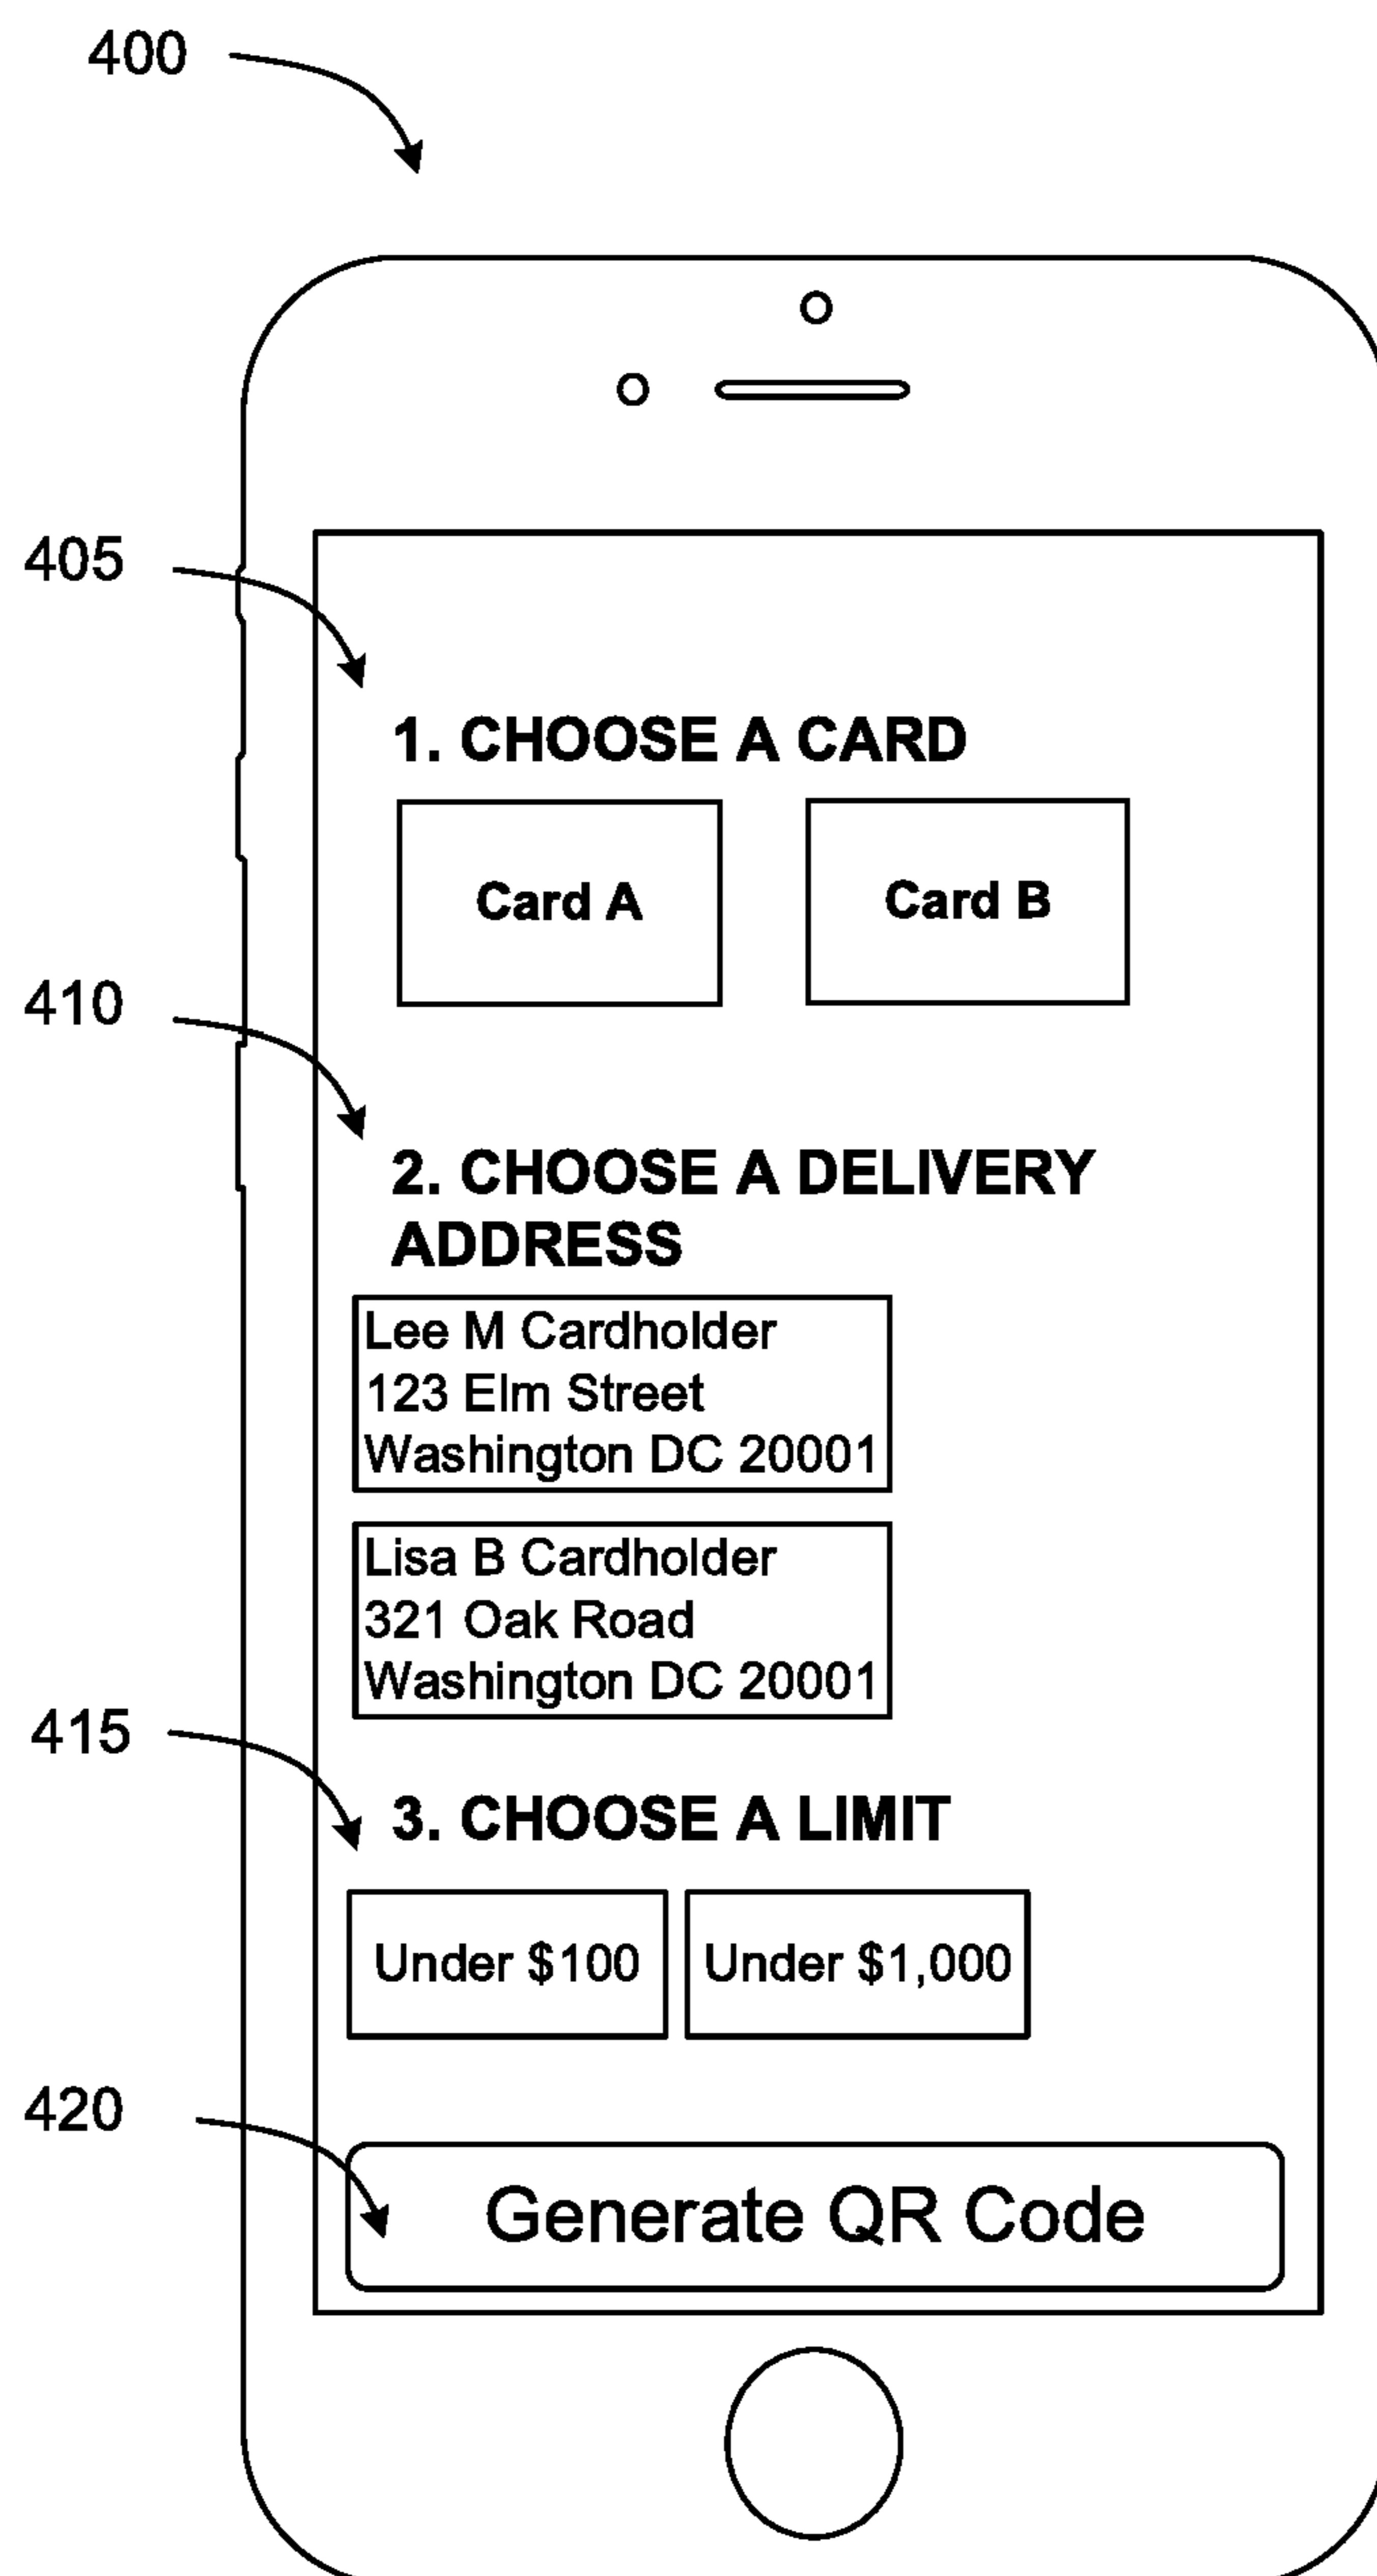 400
405
1. CHOOSE A CARD
Card A
Card B
410
2. CHOOSE A DELIVERY
ADDRESS
Lee M Cardholder
123 Elm Street
Washington DC 20001
Lisa B Cardholder
321 Oak Road
Washington DC 20001
415
3. CHOOSE A LIMIT
Under $100
Under $1,000
420
Generate QR Code